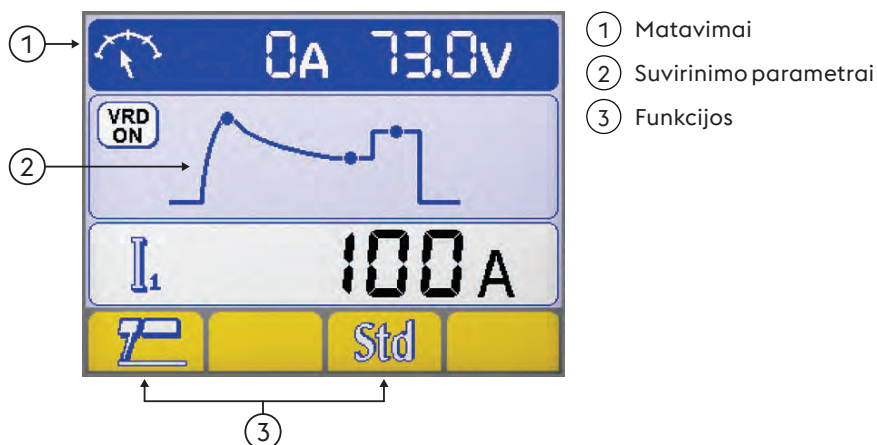 1 0A 73.0V 1 Matavimai
2 Suvirinimo parametrai
VRD
ON
3 Funkcijos
2
I1 100A
Std
3